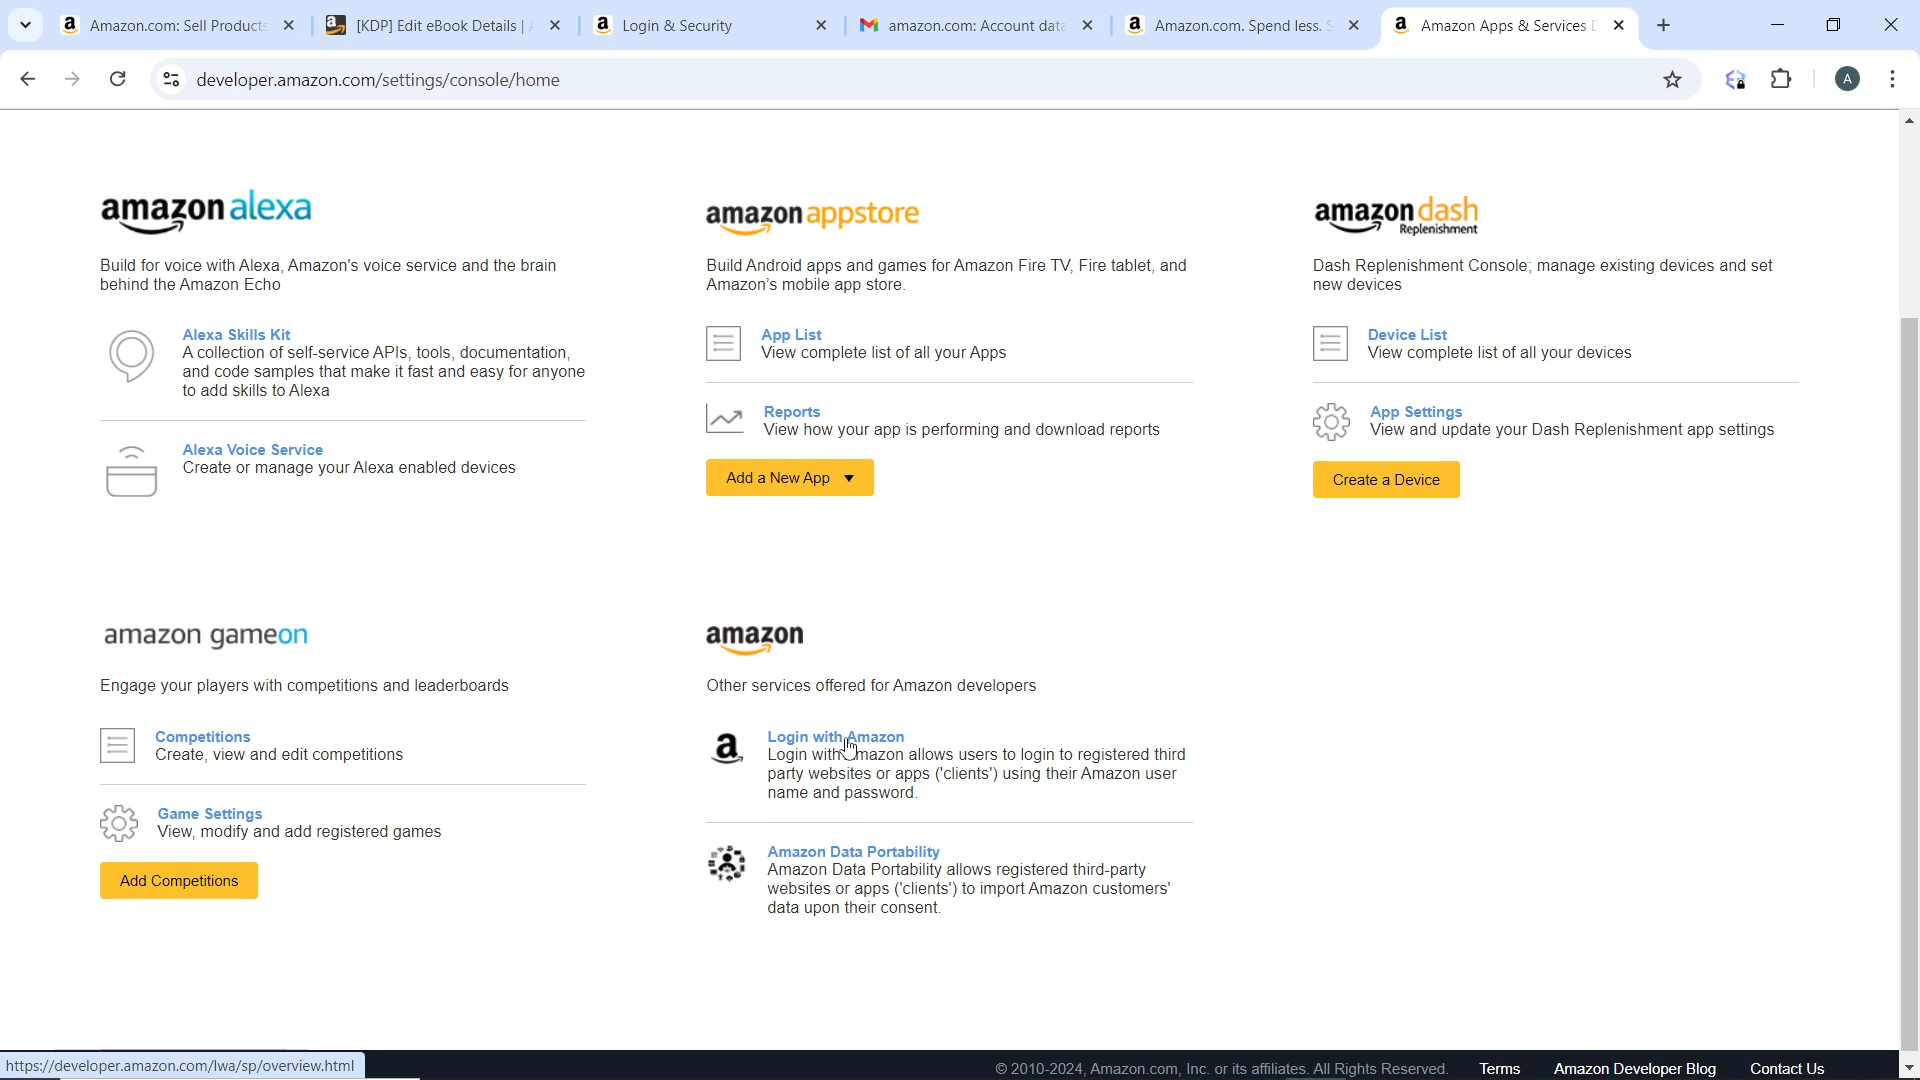 Amazon.com: Sell Products
[KDP] Edit eBook Details |
Login & Security
amazon.com: Account data
Amazon.com. Spend less. S
Amazon Apps & Services D
developer.amazon.com/settings/console/home
A
amazon alexa
Build for voice with Alexa, Amazon's voice service and the brain
behind the Amazon Echo
Alexa Skills Kit
A collection of self-service APIs, tools, documentation,
and code samples that make it fast and easy for anyone
to add skills to Alexa
Alexa Voice Service
Create or manage your Alexa enabled devices
amazon appstore
Build Android apps and games for Amazon Fire TV, Fire tablet, and
Amazon's mobile app store.
App List
View complete list of all your Apps
Reports
View how your app is performing and download reports
Add a New App
amazon dash
Replenishment
Dash Replenishment Console; manage existing devices and set
new devices
Device List
View complete list of all your devices
App Settings
View and update your Dash Replenishment app settings
Create a Device
amazon gameon
Engage your players with competitions and leaderboards
Competitions
Create, view and edit competitions
Game Settings
View, modify and add registered games
Add Competitions
amazon
Other services offered for Amazon developers
Login with Amazon
Login with Amazon allows users to login to registered third
party websites or apps ('clients') using their Amazon user
name and password.
Amazon Data Portability
Amazon Data Portability allows registered third-party
websites or apps ('clients') to import Amazon customers'
data upon their consent.
https://developer.amazon.com/lwa/sp/overview.html
© 2010-2024, Amazon.com, Inc. or its affiliates. All Rights Reserved.
Terms
Amazon Developer Blog
Contact Us